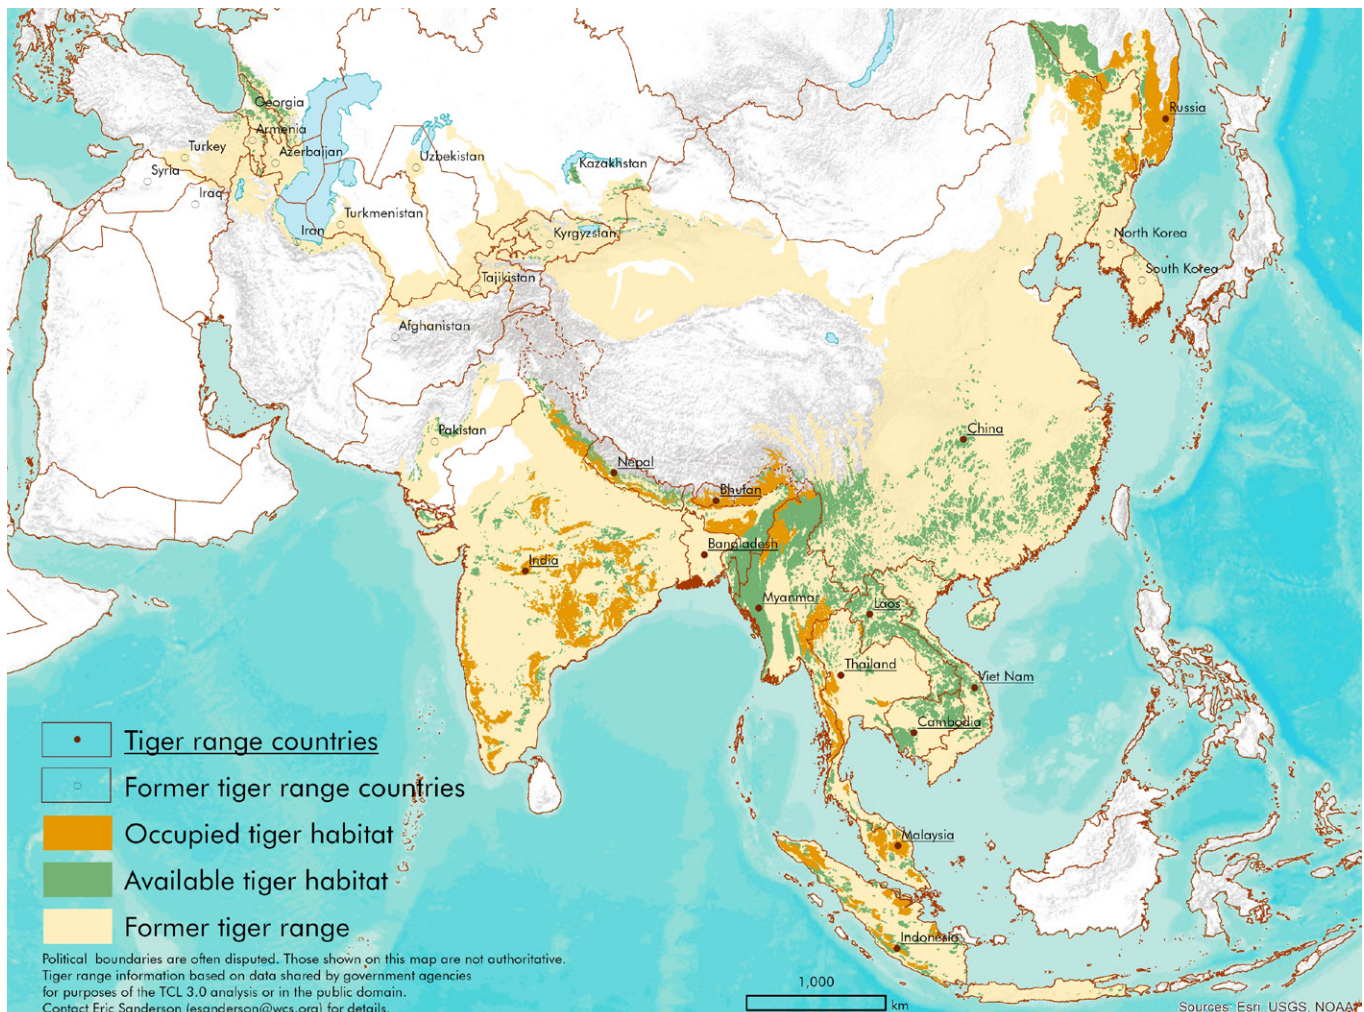 Georgia
Armenia
Turkey
Azerbaijan
Syria
Iraq
Uzbekistan
Kazakhstan
Turkmenistan
Iran
Kyrgyzstan
Tajikistan
Afghanistan
Russia
North Korea
South Korea
Pakistan
Nepal
China
Bhutan
Bangladesh
India
Myanmar
Laos
Thailand
Viet Nam
Cambodia
Malaysia
Indonesia
Tiger range countries
Former tiger range countries
Occupied tiger habitat
Available tiger habitat
Former tiger range
Political boundaries are often disputed. Those shown on this map are not authoritative.
Tiger range information based on data shared by government agencies
for purposes of the TCL 3.0 analysis or in the public domain.
Contact Eric Sanderson (esanderson@wcs.org) for details.
1,000
km
Sources: Esri, USGS, NOAA